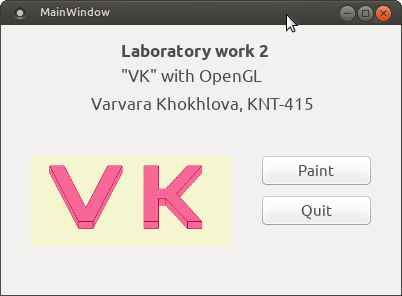 MainWindow
Laboratory work 2
"VK" with OpenGL
Varvara Khokhlova, KNT-415
VK
Paint
Quit